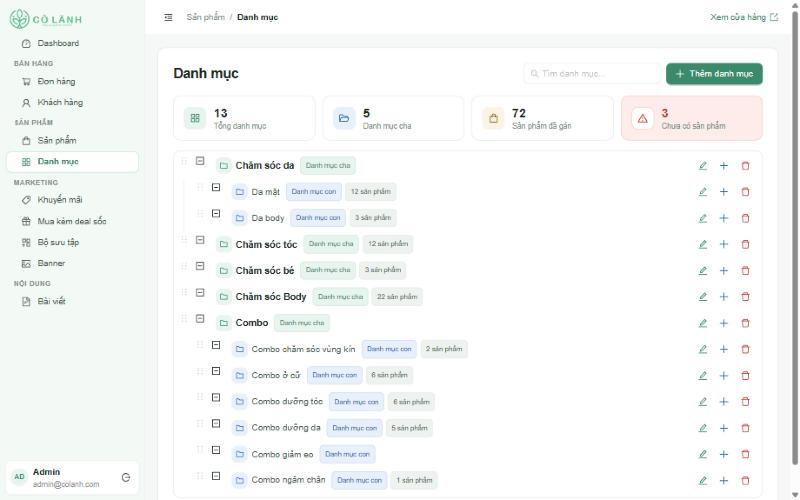 CỎ LÀNH
Dashboard
BÁN HÀNG
Đơn hàng
Khách hàng
SẢN PHẨM
Sản phẩm
Danh mục
MARKETING
Khuyến mãi
Mua kèm deal sốc
Bộ sưu tập
Banner
NỘI DUNG
Bài viết
AD
Admin
admin@colanh.com
Sản phẩm / Danh mục
Xem cửa hàng
Danh mục
Tìm danh mục...
Thêm danh mục
13
Tổng danh mục
5
Danh mục cha
72
Sản phẩm đã gán
3
Chưa có sản phẩm
Chăm sóc da Danh mục cha
Da mặt Danh mục con 12 sản phẩm
Da body Danh mục con 3 sản phẩm
Chăm sóc tóc Danh mục cha 12 sản phẩm
Chăm sóc bé Danh mục cha 3 sản phẩm
Chăm sóc Body Danh mục cha 22 sản phẩm
Combo Danh mục cha
Combo chăm sóc vùng kín Danh mục con 2 sản phẩm
Combo ở cữ Danh mục con 6 sản phẩm
Combo dưỡng tóc Danh mục con 6 sản phẩm
Combo dưỡng da Danh mục con 5 sản phẩm
Combo giảm eo Danh mục con
Combo ngâm chân Danh mục con 1 sản phẩm